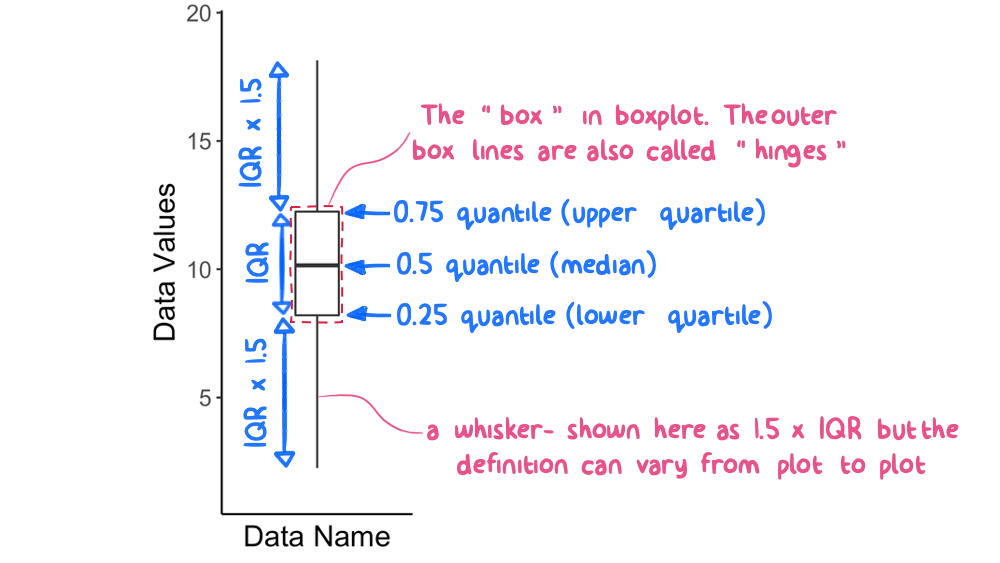 20
15
10
5
Data Values
Data Name
IQR x 1.5
IQR
IQR x 1.5
The "box" in boxplot. The outer
box lines are also called "hinges"
0.75 quantile (upper quartile)
0.5 quantile (median)
0.25 quantile (lower quartile)
a whisker- shown here as 1.5 x IQR but the
definition can vary from plot to plot